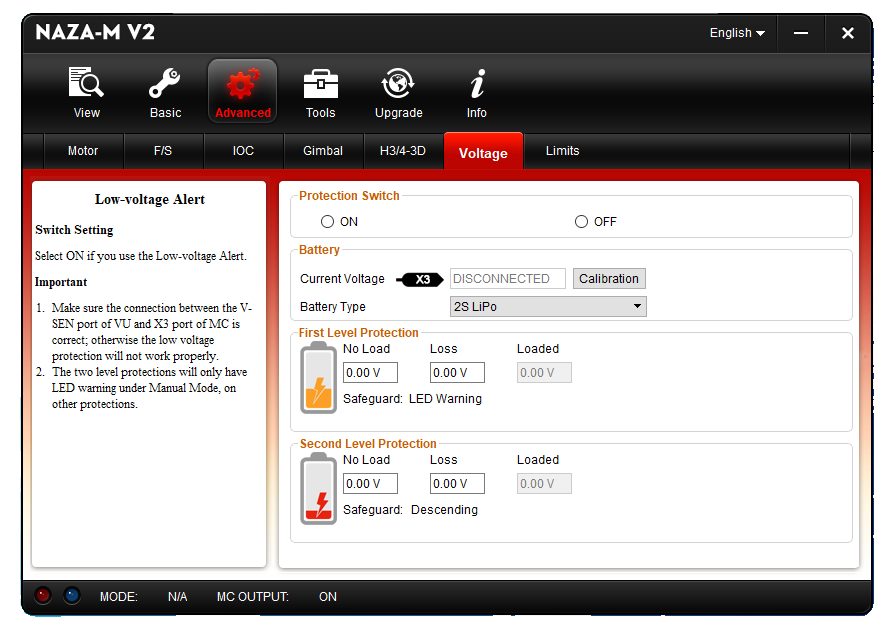 NAZA-M V2
English
View
Basic
Advanced
Tools
Upgrade
Info
Motor
F/S
IOC
Gimbal
H3/4-3D
Voltage
Limits
Low-voltage Alert
Switch Setting
Select ON if you use the Low-voltage Alert.
Important
1. Make sure the connection between the V-
SEN port of VU and X3 port of MC is
correct; otherwise the low voltage
protection will not work properly.
2. The two level protections will only have
LED warning under Manual Mode, on
other protections.
Protection Switch
ON
OFF
Battery
Current Voltage X3 DISCONNECTED Calibration
Battery Type 2S LiPo
First Level Protection
No Load Loss Loaded
0.00 V 0.00 V 0.00 V
Safeguard: LED Warning
Second Level Protection
No Load Loss Loaded
0.00 V 0.00 V 0.00 V
Safeguard: Descending
MODE: N/A MC OUTPUT: ON